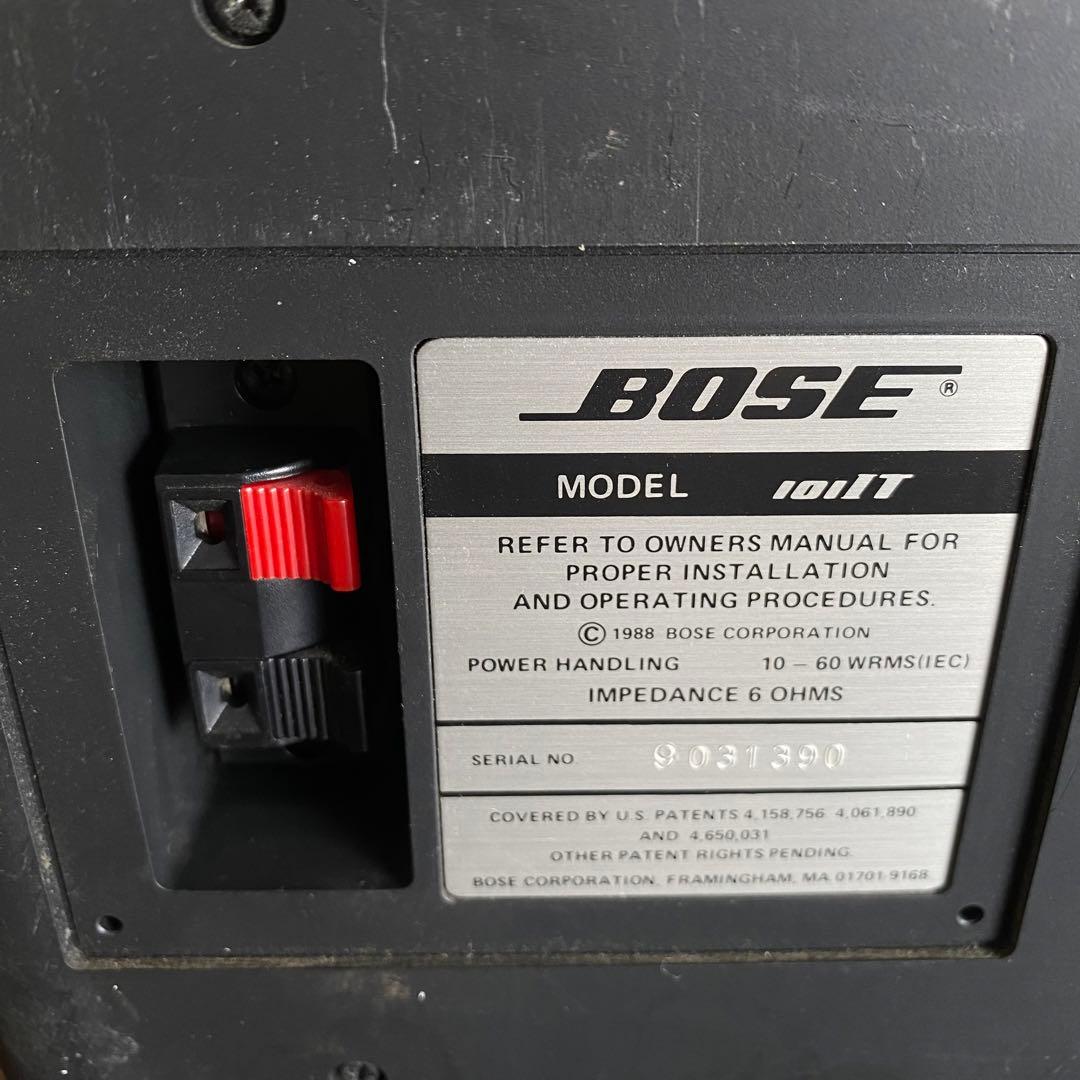 BOSE®
MODEL 101IT
REFER TO OWNERS MANUAL FOR
PROPER INSTALLATION
AND OPERATING PROCEDURES.
© 1988 BOSE CORPORATION
POWER HANDLING 10 – 60 WRMS(IEC)
IMPEDANCE 6 OHMS
SERIAL NO. 9031390
COVERED BY U.S. PATENTS 4,158,756 4,061,890
AND 4,650,031
OTHER PATENT RIGHTS PENDING.
BOSE CORPORATION, FRAMINGHAM, MA 01701-9168